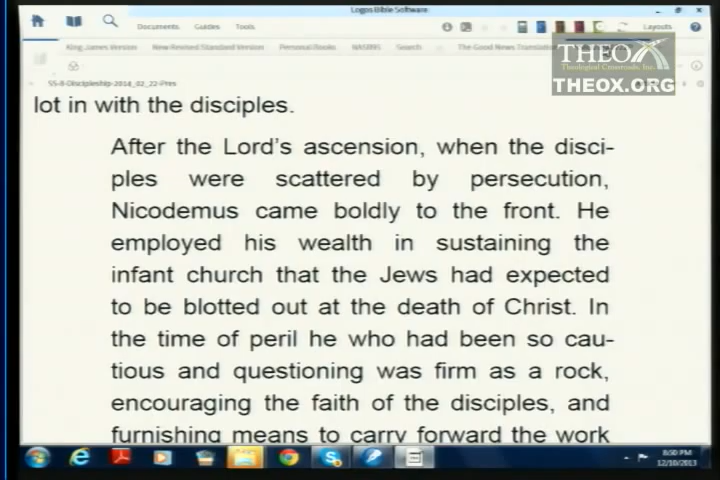 Logos Bible Software
Documents Guides Tools
Layouts
King James Version New Revised Standard Version Personal Books NASB95 Search The Good News Translation
THEOX
Theological Crossroads, Inc.
THEOX.ORG
SS-8-Discipleship-2014_02_22-Pres
lot in with the disciples.
After the Lord's ascension, when the disci-
ples were scattered by persecution,
Nicodemus came boldly to the front. He
employed his wealth in sustaining the
infant church that the Jews had expected
to be blotted out at the death of Christ. In
the time of peril he who had been so cau-
tious and questioning was firm as a rock,
encouraging the faith of the disciples, and
furnishing means to carry forward the work
8:50 PM
12/10/2013